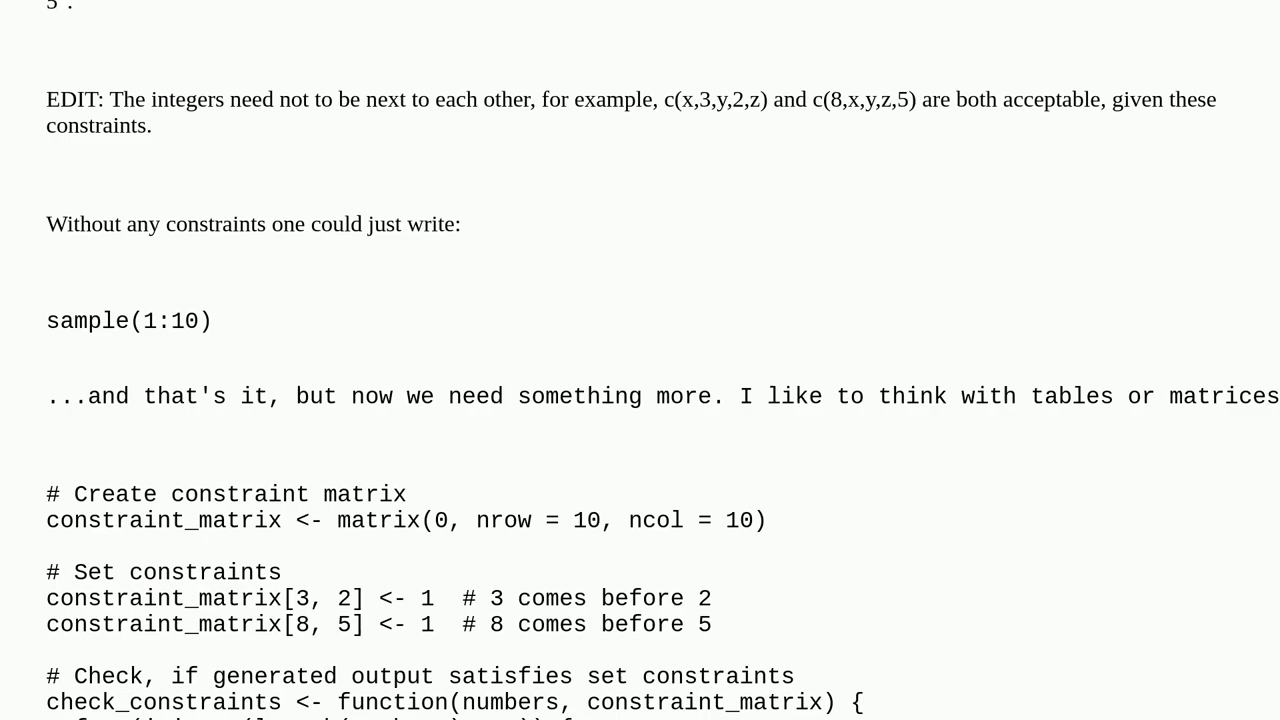 5".
EDIT: The integers need not to be next to each other, for example, c(x,3,y,2,z) and c(8,x,y,z,5) are both acceptable, given these
constraints.
Without any constraints one could just write:
sample(1:10)
...and that's it, but now we need something more. I like to think with tables or matrices
# Create constraint matrix
constraint_matrix <- matrix(0, nrow = 10, ncol = 10)
# Set constraints
constraint_matrix[3, 2] <- 1  # 3 comes before 2
constraint_matrix[8, 5] <- 1  # 8 comes before 5
# Check, if generated output satisfies set constraints
check_constraints <- function(numbers, constraint_matrix) {